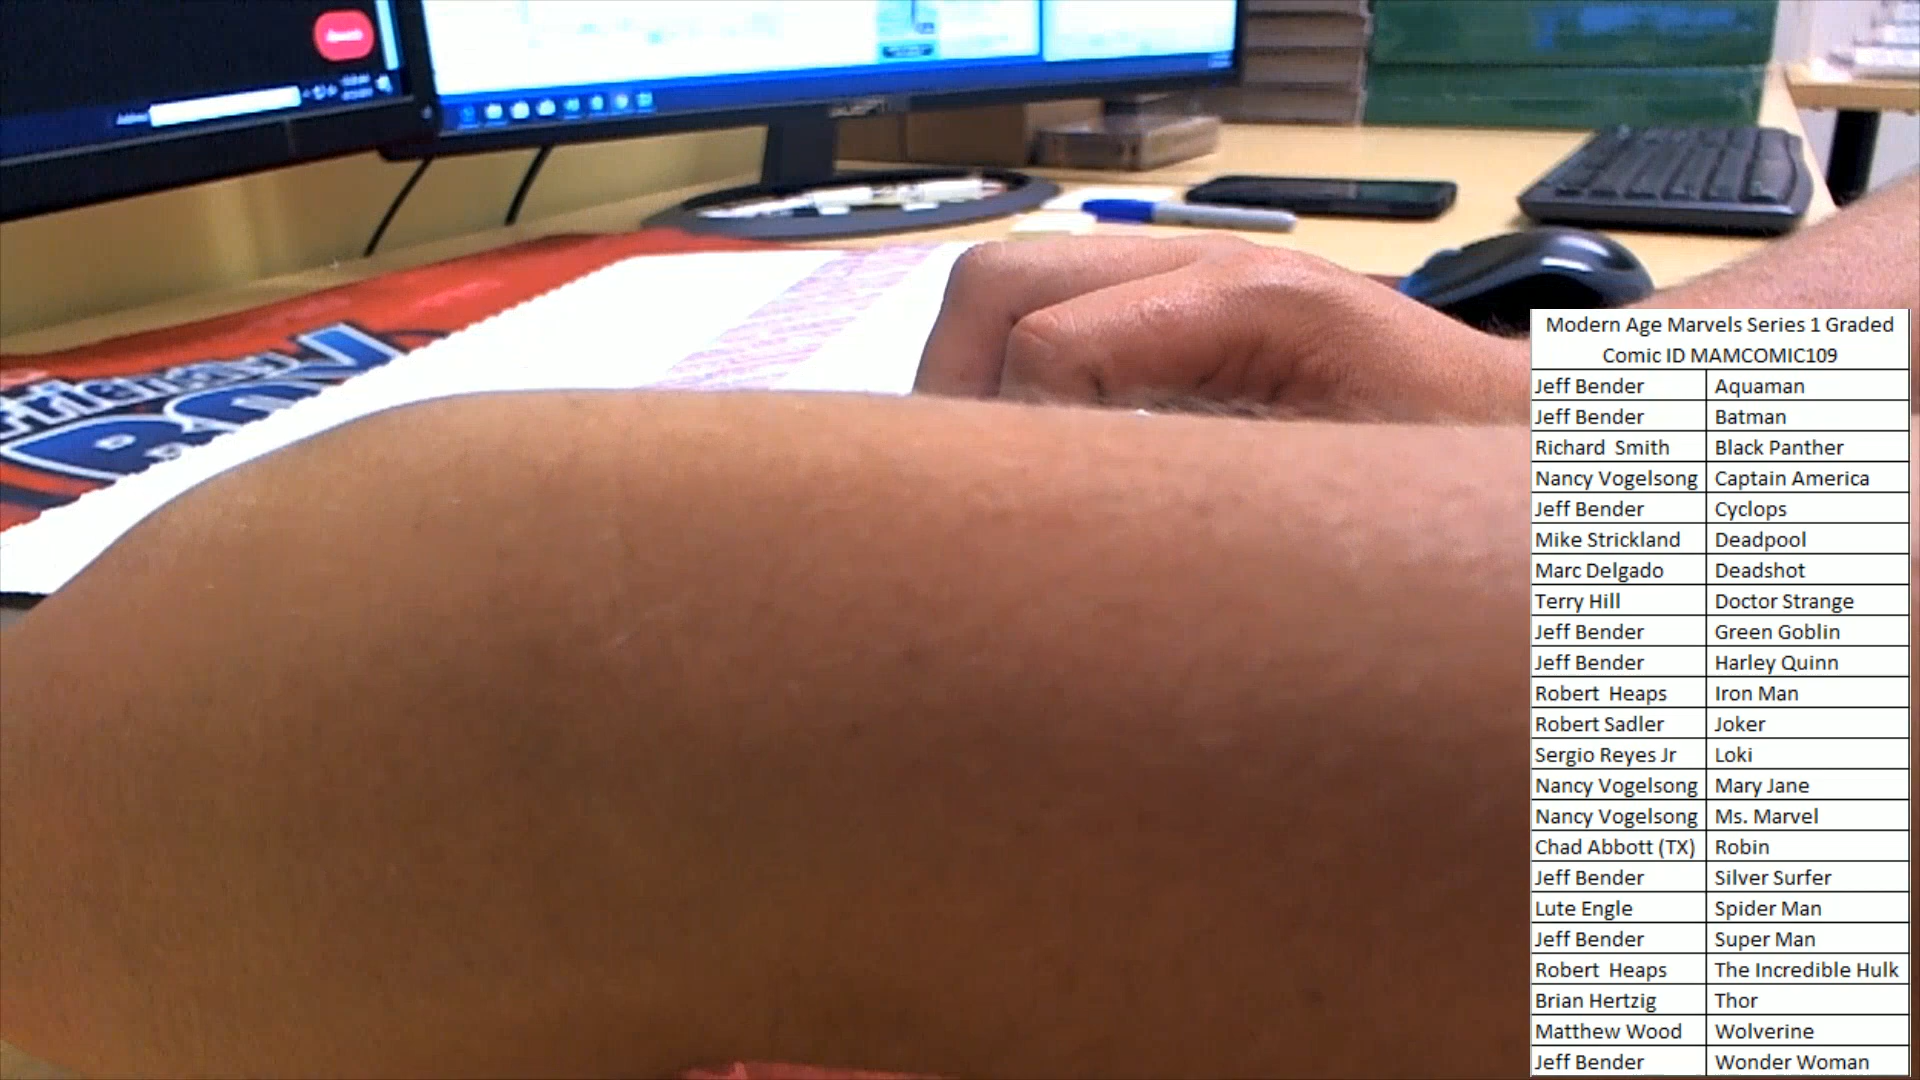 Modern Age Marvels Series 1 Graded
Comic ID MAMCOMIC109
Jeff Bender Aquaman
Jeff Bender Batman
Richard Smith Black Panther
Nancy Vogelsong Captain America
Jeff Bender Cyclops
Mike Strickland Deadpool
Marc Delgado Deadshot
Terry Hill Doctor Strange
Jeff Bender Green Goblin
Jeff Bender Harley Quinn
Robert Heaps Iron Man
Robert Sadler Joker
Sergio Reyes Jr Loki
Nancy Vogelsong Mary Jane
Nancy Vogelsong Ms. Marvel
Chad Abbott (TX) Robin
Jeff Bender Silver Surfer
Lute Engle Spider Man
Jeff Bender Super Man
Robert Heaps The Incredible Hulk
Brian Hertzig Thor
Matthew Wood Wolverine
Jeff Bender Wonder Woman